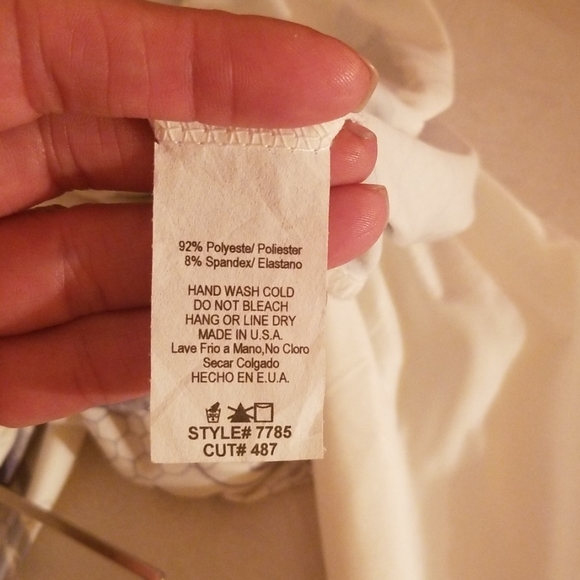 92% Polyeste/ Poliester
8% Spandex/ Elastano
HAND WASH COLD
DO NOT BLEACH
HANG OR LINE DRY
MADE IN U.S.A.
Lave Frio a Mano,No Cloro
Secar Colgado
HECHO EN E.U.A.
STYLE# 7785
CUT# 487